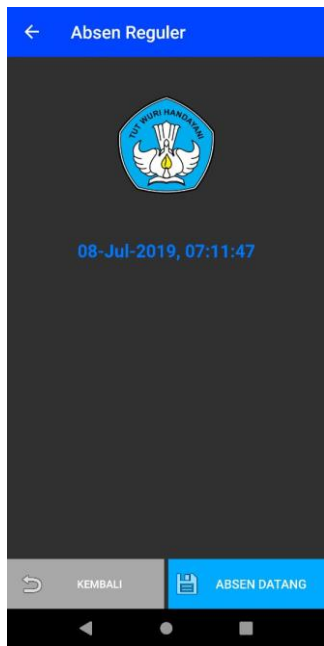 Absen Reguler
TUT WURI HANDAYANI
08-Jul-2019, 07:11:47
KEMBALI
ABSEN DATANG